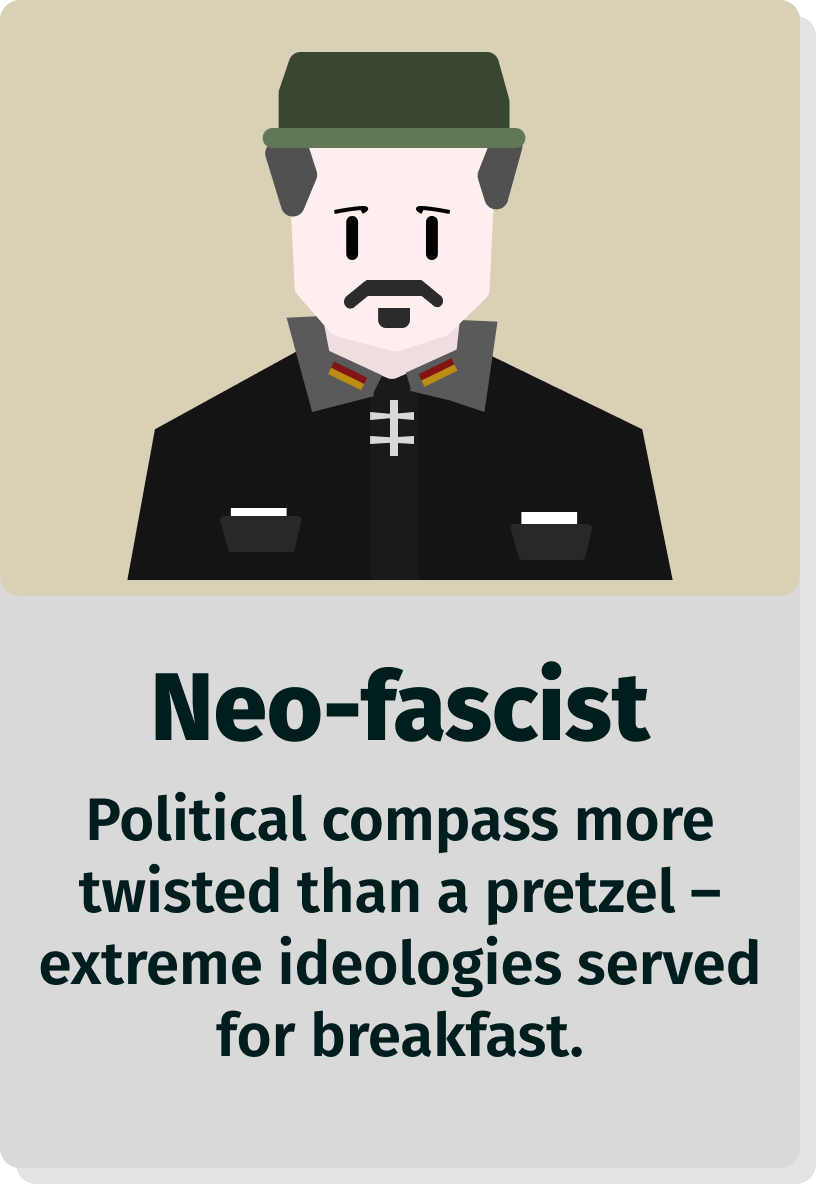 Neo-fascist
Political compass more
twisted than a pretzel –
extreme ideologies served
for breakfast.